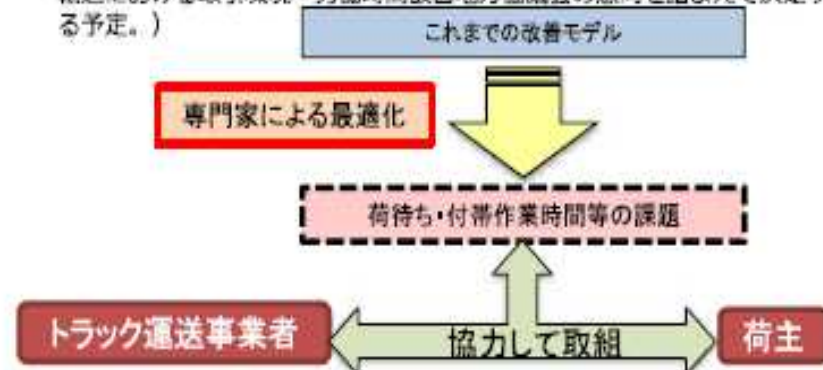 る予定。）
これまでの改善モデル
専門家による最適化
荷待ち・付帯作業時間等の課題
トラック運送事業者
協力して取組
荷主